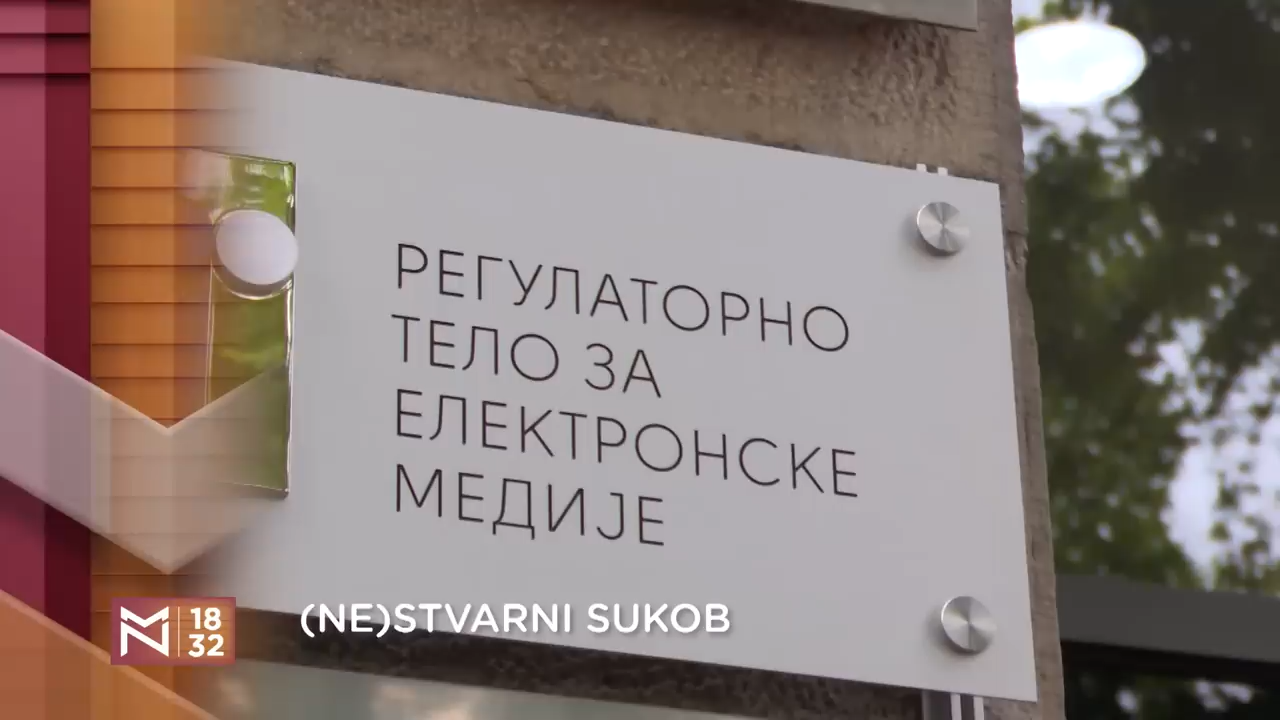 РЕГУЛАТОРНО
ТЕЛО ЗА
ЕЛЕКТРОНСКЕ
МЕДИЈЕ
(NE)STVARNI SUKOB
18
32